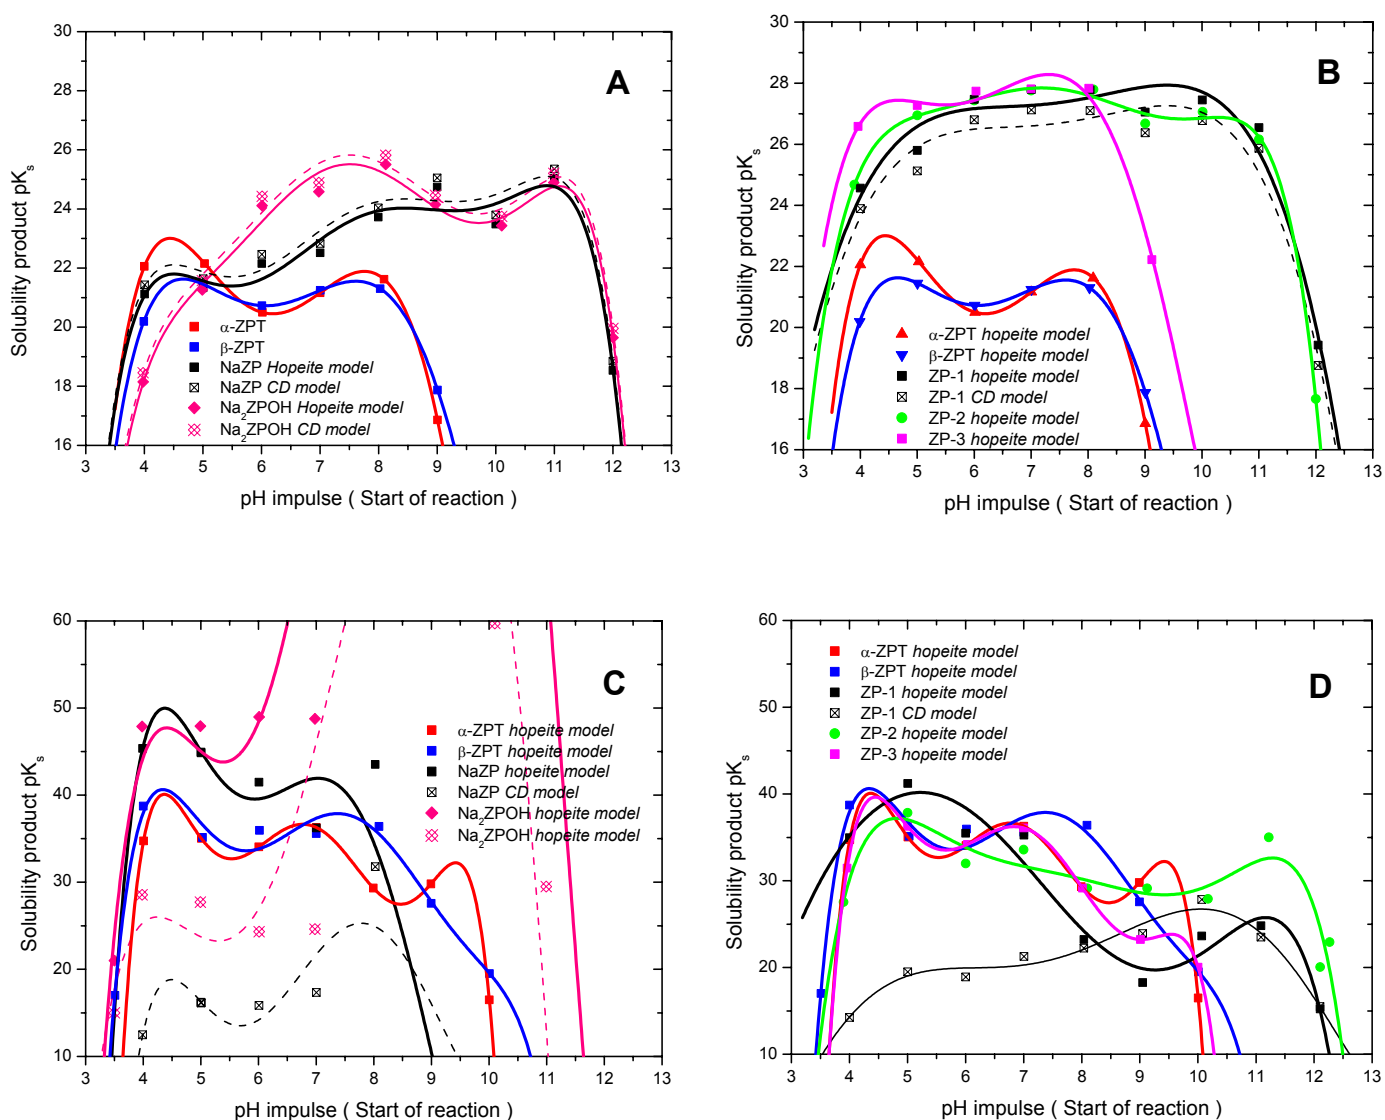 A
Solubility product pKs
30
28
26
24
22
20
18
16
α-ZPT
β-ZPT
NaZP Hopeite model
NaZP CD model
Na2ZPOH Hopeite model
Na2ZPOH CD model
3 4 5 6 7 8 9 10 11 12 13
pH impulse ( Start of reaction )
B
Solubility product pKs
30
28
26
24
22
20
18
16
α-ZPT hopeite model
β-ZPT hopeite model
ZP-1 hopeite model
ZP-1 CD model
ZP-2 hopeite model
ZP-3 hopeite model
3 4 5 6 7 8 9 10 11 12 13
pH impulse ( Start of reaction )
C
Solubility product pKs
60
50
40
30
20
10
α-ZPT hopeite model
β-ZPT hopeite model
NaZP hopeite model
NaZP CD model
Na2ZPOH hopeite model
Na2ZPOH hopeite model
3 4 5 6 7 8 9 10 11 12 13
pH impulse ( Start of reaction )
D
Solubility product pKs
60
50
40
30
20
10
α-ZPT hopeite model
β-ZPT hopeite model
ZP-1 hopeite model
ZP-1 CD model
ZP-2 hopeite model
ZP-3 hopeite model
3 4 5 6 7 8 9 10 11 12 13
pH impulse ( Start of reaction )